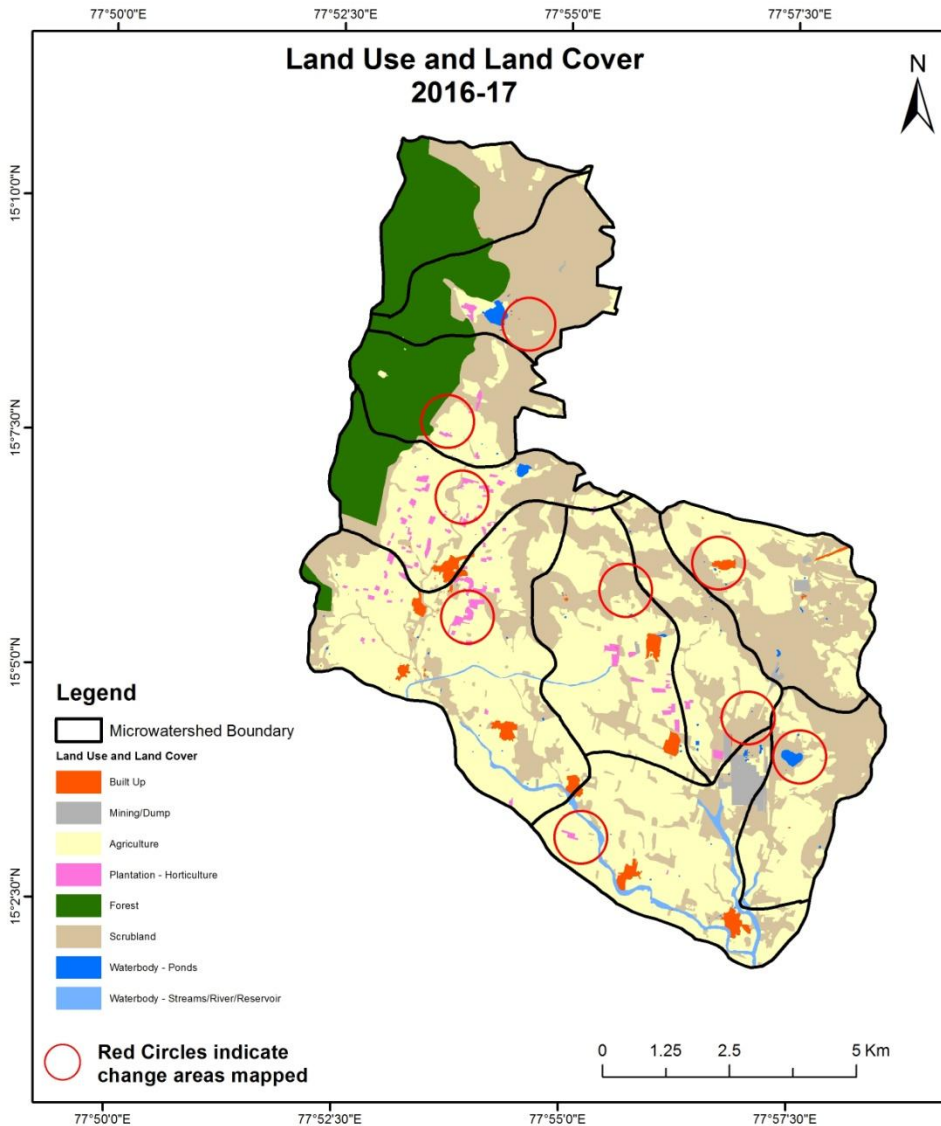 77°50'0"E 77°52'30"E 77°55'0"E 77°57'30"E
Land Use and Land Cover
2016-17
N
15°10'0"N
15°7'30"N
15°5'0"N
15°2'30"N
Legend
Microwatershed Boundary
Land Use and Land Cover
Built Up
Mining/Dump
Agriculture
Plantation - Horticulture
Forest
Scrubland
Waterbody - Ponds
Waterbody - Streams/River/Reservoir
Red Circles indicate
change areas mapped
0 1.25 2.5 5 Km
77°50'0"E 77°52'30"E 77°55'0"E 77°57'30"E